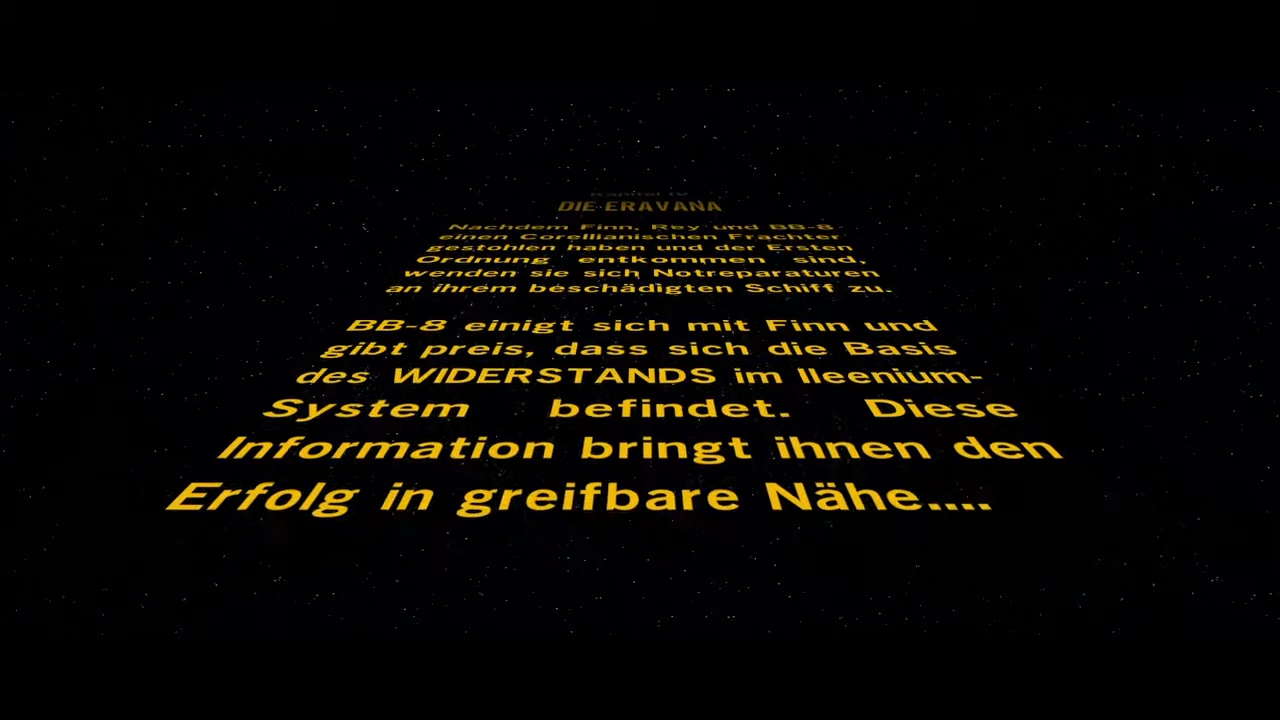 Kapitel IV
DIE ERAVANA
Nachdem Finn, Rey und BB-8
einen Corellianischen Frachter
gestohlen haben und der Ersten
Ordnung entkommen sind,
wenden sie sich Notreparaturen
an ihrem beschädigten Schiff zu.
BB-8 einigt sich mit Finn und
gibt preis, dass sich die Basis
des WIDERSTANDS im Ileenium-
System befindet. Diese
Information bringt ihnen den
Erfolg in greifbare Nähe....